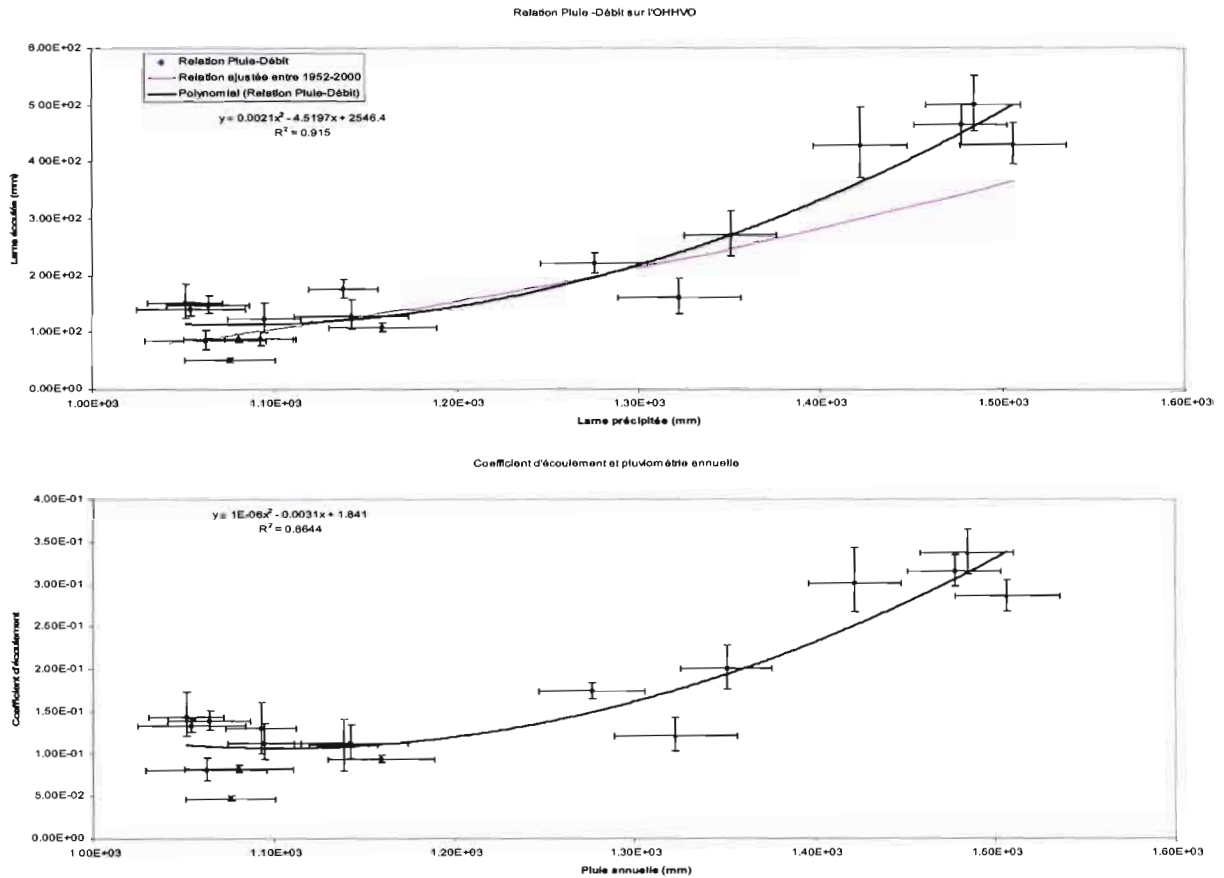 Relation Pluie -Débit sur l'OHHVO
6.00E+02
5.00E+02
4.00E+02
3.00E+02
2.00E+02
1.00E+02
0.00E+00
Lame écoulée (mm)
Relation Pluie-Débit
Relation ajustée entre 1952-2000
Polynomial (Relation Pluie-Débit)
y = 0.0021x² - 4.5197x + 2546.4
R² = 0.915
1.00E+03 1.10E+03 1.20E+03 1.30E+03 1.40E+03 1.50E+03 1.60E+03
Lame précipitée (mm)
Coefficient d'écoulement et pluviométrie annuelle
4.00E-01
3.50E-01
3.00E-01
2.50E-01
2.00E-01
1.50E-01
1.00E-01
5.00E-02
0.00E+00
Coefficient d'écoulement
y = 1E-06x² - 0.0031x + 1.841
R² = 0.8644
1.00E+03 1.10E+03 1.20E+03 1.30E+03 1.40E+03 1.50E+03 1.60E+03
Pluie annuelle (mm)